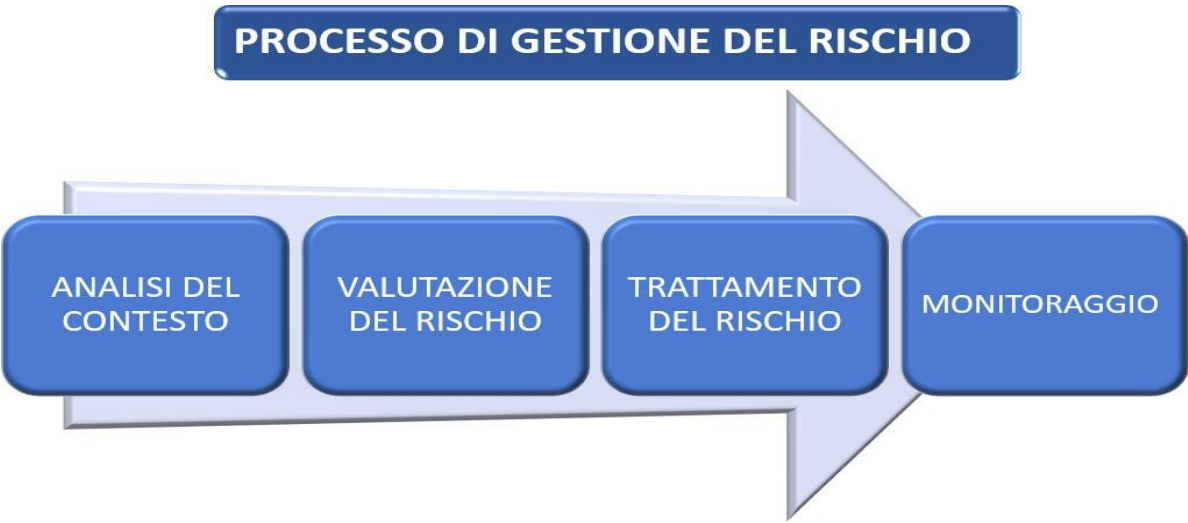 PROCESSO DI GESTIONE DEL RISCHIO
ANALISI DEL
CONTESTO
VALUTAZIONE
DEL RISCHIO
TRATTAMENTO
DEL RISCHIO
MONITORAGGIO